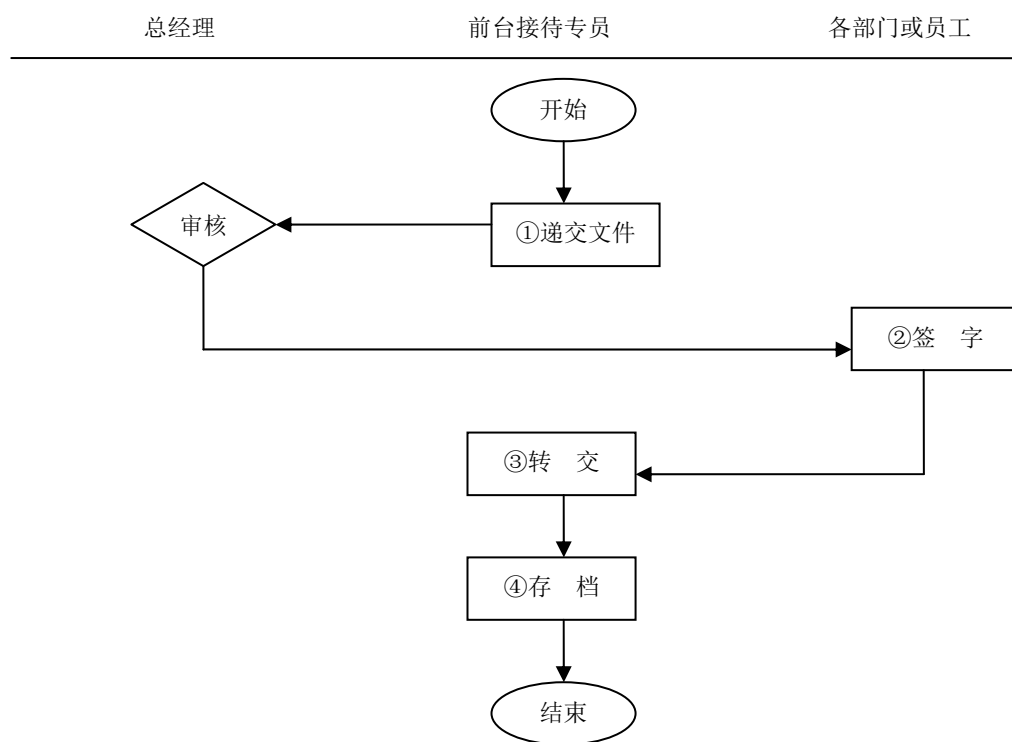 总经理
前台接待专员
各部门或员工
开始
审核
①递交文件
②签　字
③转　交
④存　档
结束